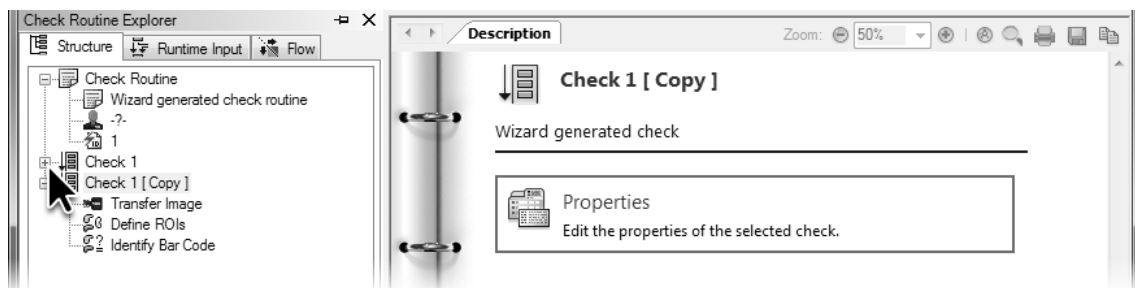 Check Routine Explorer
Structure
Runtime Input
Flow
Check Routine
Wizard generated check routine
-?-
1
Check 1
Check 1 [ Copy ]
Transfer Image
Define ROIs
Identify Bar Code
Description
Zoom: 50%
Check 1 [ Copy ]
Wizard generated check
Properties
Edit the properties of the selected check.